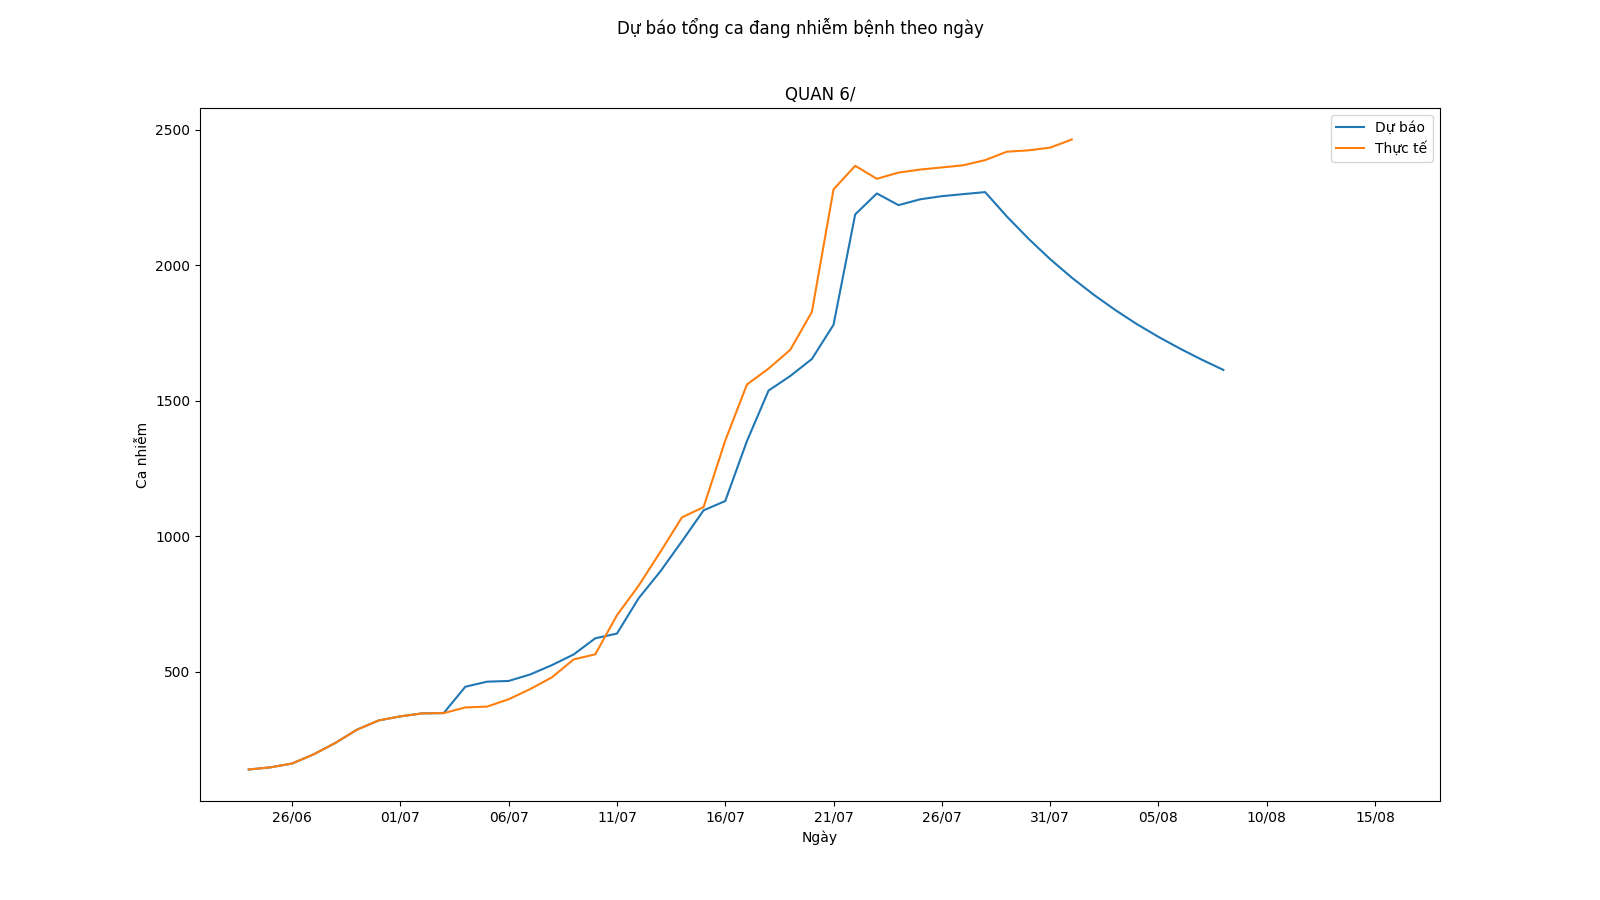 Dự báo tổng ca đang nhiễm bệnh theo ngày
QUAN 6/
Dự báo
Thực tế
2500
2000
1500
1000
500
Ca nhiễm
26/06
01/07
06/07
11/07
16/07
21/07
26/07
31/07
05/08
10/08
15/08
Ngày